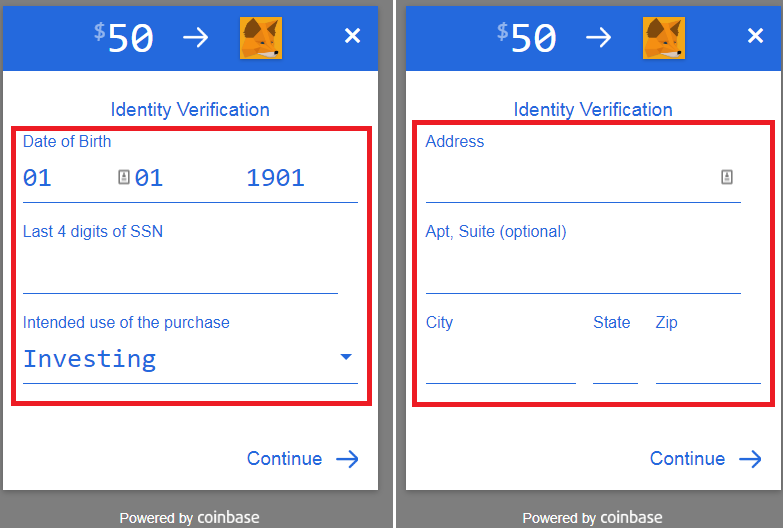 $50
Identity Verification
Date of Birth
01 01 1901
Last 4 digits of SSN
Intended use of the purchase
Investing
Continue
Powered by coinbase
$50
Identity Verification
Address
Apt, Suite (optional)
City State Zip
Continue
Powered by coinbase